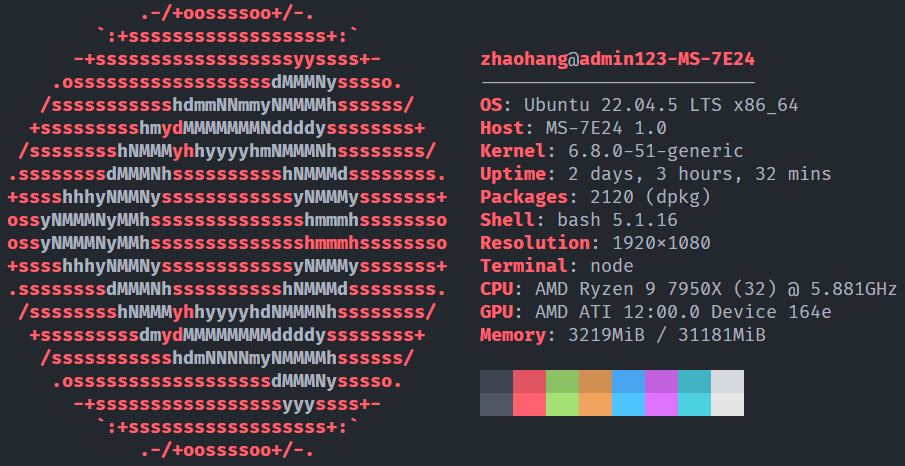 .-/+oossssoo+/-.
        `:+ssssssssssssssssss+:`
      -+ssssssssssssssssssyyssss+-
    .ossssssssssssssssssdMMMNysssso.
   /ssssssssssshdmmNNmmyNMMMMhssssss/
  +ssssssssshmydMMMMMMMNddddyssssssss+
 /sssssssshNMMMyhhyyyyhmNMMMNhssssssss/
.ssssssssdMMMNhsssssssssshNMMMdssssssss.
+sssshhhyNMMNyssssssssssssyNMMMysssssss+
ossyNMMMNyMMhsssssssssssssshmmmhssssssso
ossyNMMMNyMMhsssssssssssssshmmmhssssssso
+sssshhhyNMMNyssssssssssssyNMMMysssssss+
.ssssssssdMMMNhsssssssssshNMMMdssssssss.
 /sssssssshNMMMyhhyyyyhdNMMMNhssssssss/
  +sssssssssdmydMMMMMMMMddddyssssssss+
   /ssssssssssshdmNNNNmyNMMMMhssssss/
    .ossssssssssssssssssdMMMNysssso.
      -+sssssssssssssssssyyyssss+-
        `:+ssssssssssssssssss+:`
            .-/+oossssoo+/-.
zhaohang@admin123-MS-7E24
-------------------------
OS: Ubuntu 22.04.5 LTS x86_64
Host: MS-7E24 1.0
Kernel: 6.8.0-51-generic
Uptime: 2 days, 3 hours, 32 mins
Packages: 2120 (dpkg)
Shell: bash 5.1.16
Resolution: 1920×1080
Terminal: node
CPU: AMD Ryzen 9 7950X (32) @ 5.881GHz
GPU: AMD ATI 12:00.0 Device 164e
Memory: 3219MiB / 31181MiB